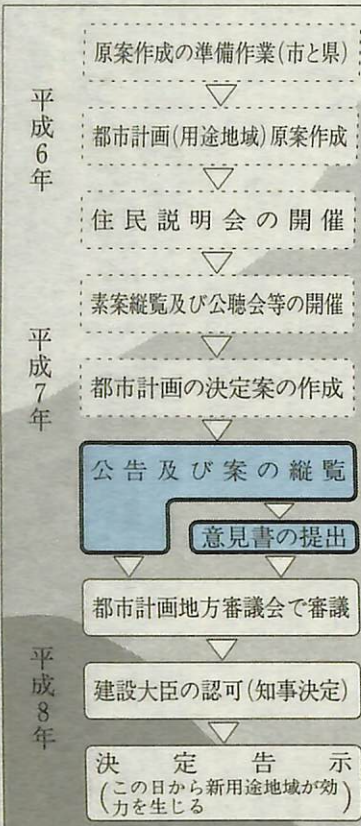 平成6年
原案作成の準備作業(市と県)
都市計画(用途地域)原案作成
住民説明会の開催
平成7年
素案縦覧及び公聴会等の開催
都市計画の決定案の作成
公告及び案の縦覧
意見書の提出
都市計画地方審議会で審議
平成8年
建設大臣の認可(知事決定)
決定告示
(この日から新用途地域が効
力を生じる)